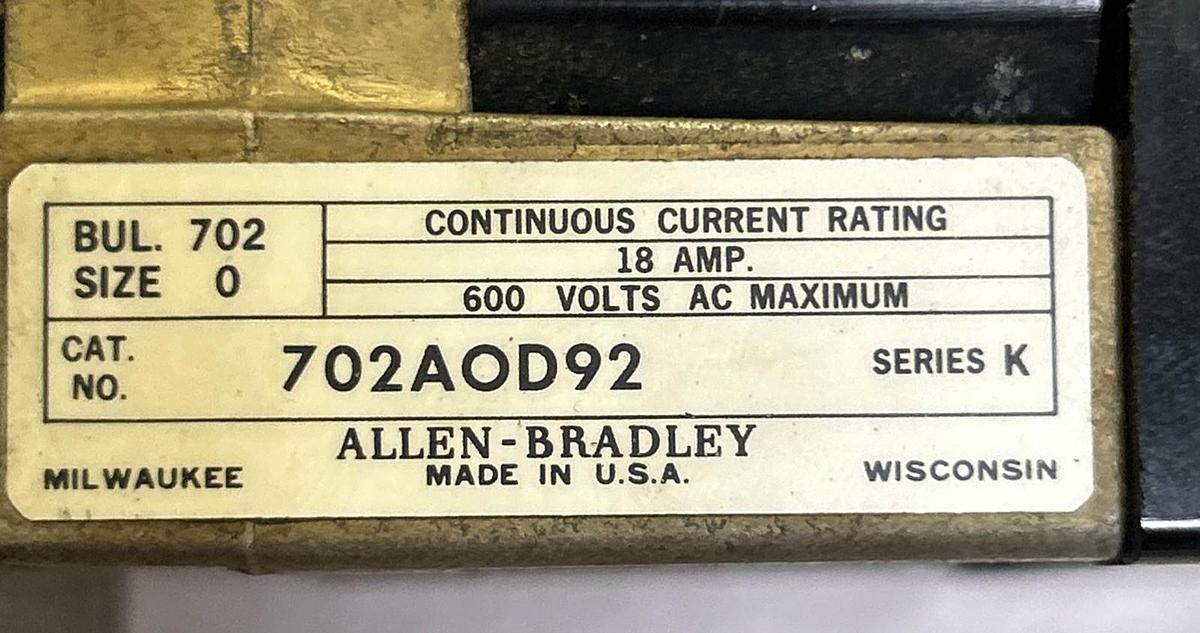 BUL. 702
SIZE 0
CONTINUOUS CURRENT RATING
18 AMP.
600 VOLTS AC MAXIMUM
CAT. NO. 702AOD92 SERIES K
ALLEN-BRADLEY
MILWAUKEE MADE IN U.S.A. WISCONSIN